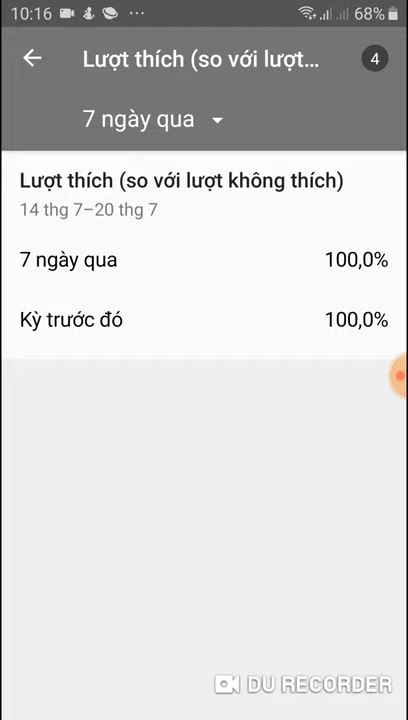 10:16 ... 68%
Lượt thích (so với lượt... 4
7 ngày qua
Lượt thích (so với lượt không thích)
14 thg 7–20 thg 7
7 ngày qua 100,0%
Kỳ trước đó 100,0%
DU RECORDER